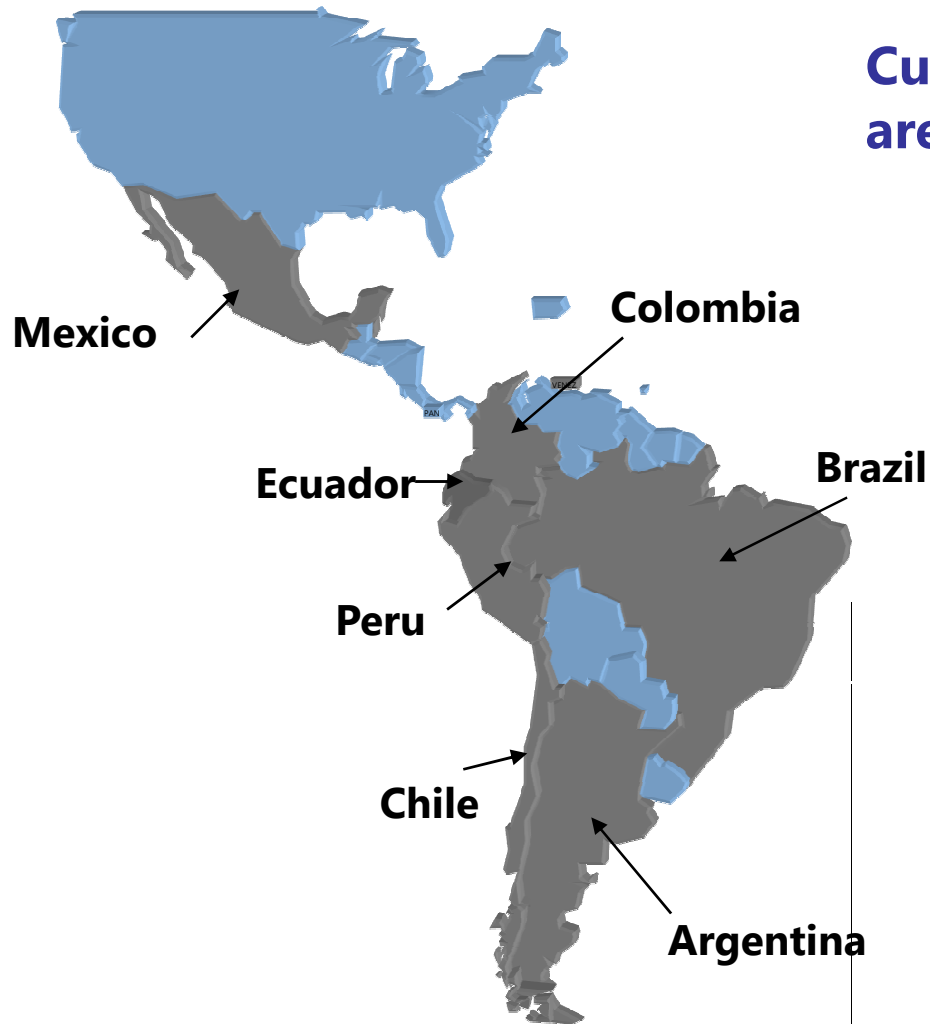 Cu
are
Colombia
Mexico
VENEZ
PAN
Brazil
Ecuador
Peru
Chile
Argentina